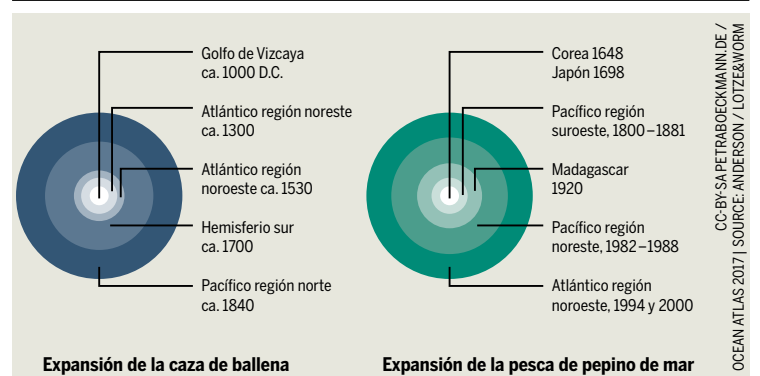 Golfo de Vizcaya
ca. 1000 D.C.
Atlántico región noreste
ca. 1300
Atlántico región
noroeste ca. 1530
Hemisferio sur
ca. 1700
Pacífico región norte
ca. 1840
Expansión de la caza de ballena
Corea 1648
Japón 1698
Pacífico región
suroeste, 1800–1881
Madagascar
1920
Pacífico región
noreste, 1982–1988
Atlántico región
noroeste, 1994 y 2000
Expansión de la pesca de pepino de mar
CC-BY-SA PETRABOECKMANN.DE /
OCEAN ATLAS 2017 | SOURCE: ANDERSON / LOTZE&WORM